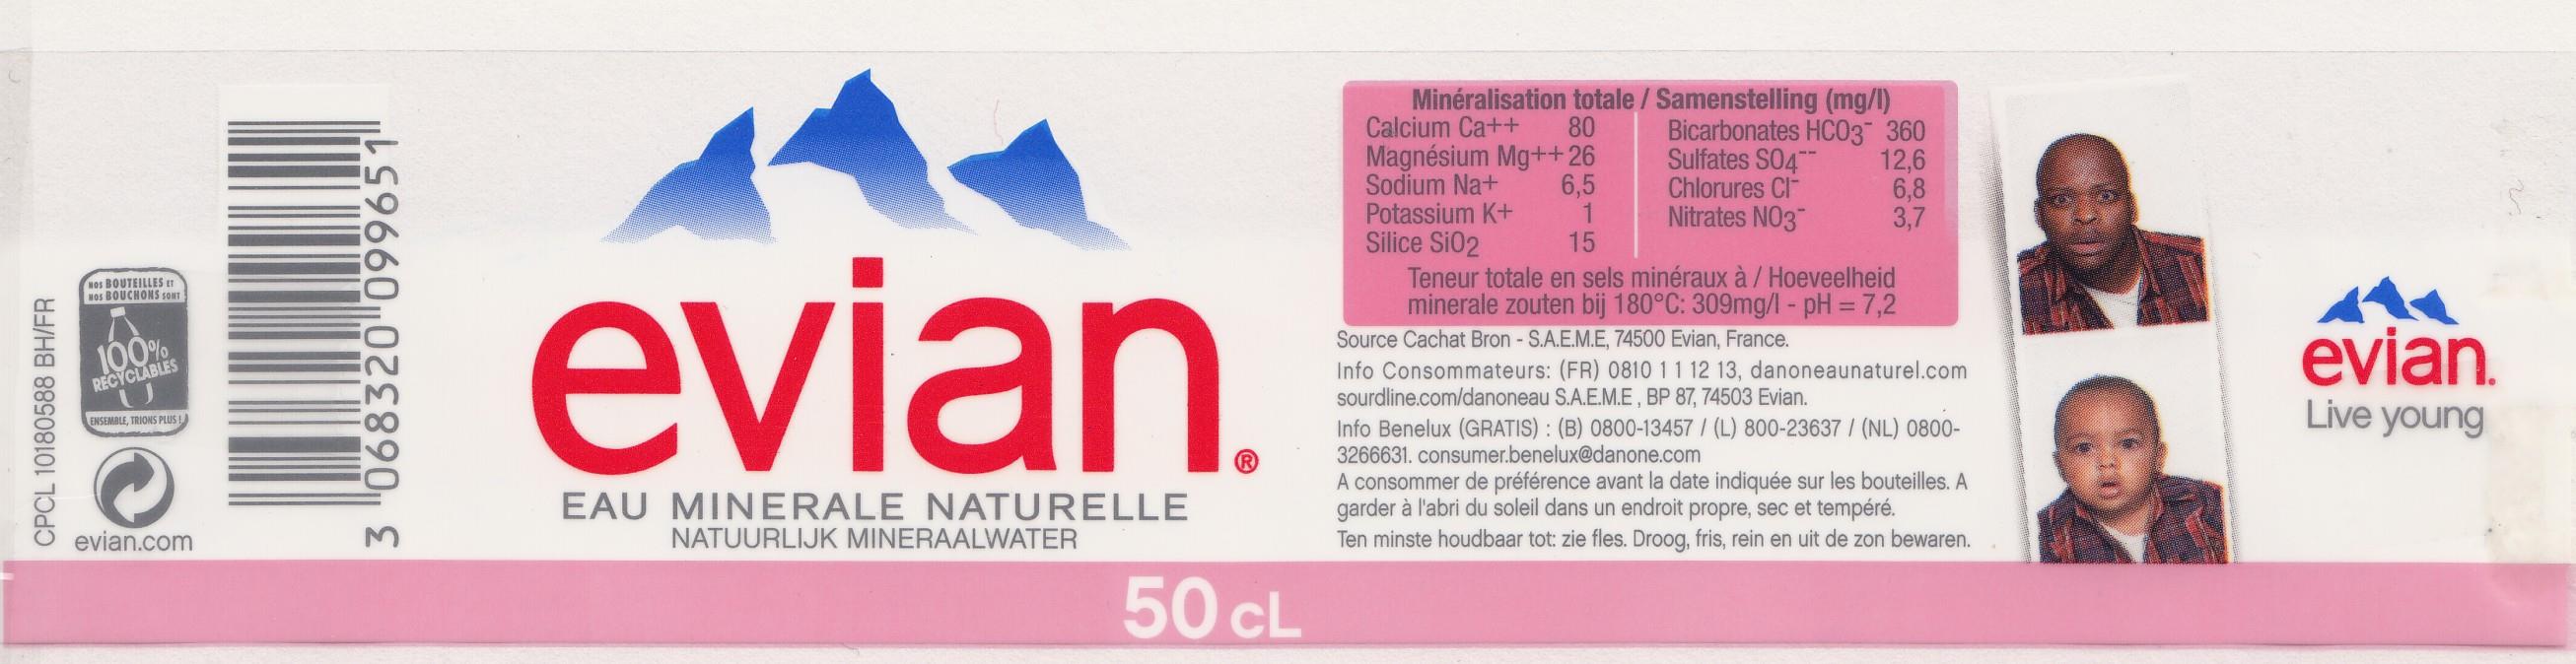 CPCL 10180588 BH/FR
NOS BOUTEILLES ET
NOS BOUCHONS SONT
100%
RECYCLABLES
ENSEMBLE, TRIONS PLUS !
evian.com
3 068320 099651
evian®
EAU MINERALE NATURELLE
NATUURLIJK MINERAALWATER
50 cL
Minéralisation totale / Samenstelling (mg/l)
Calcium Ca++ 80
Magnésium Mg++ 26
Sodium Na+ 6,5
Potassium K+ 1
Silice SiO2 15
Bicarbonates HCO3- 360
Sulfates SO4-- 12,6
Chlorures Cl- 6,8
Nitrates NO3- 3,7
Teneur totale en sels minéraux à / Hoeveelheid
minerale zouten bij 180°C: 309mg/l - pH = 7,2
Source Cachat Bron - S.A.E.M.E, 74500 Evian, France.
Info Consommateurs: (FR) 0810 1 1 12 13, danoneaunaturel.com
sourdline.com/danoneau S.A.E.M.E , BP 87, 74503 Evian.
Info Benelux (GRATIS) : (B) 0800-13457 / (L) 800-23637 / (NL) 0800-
3266631. consumer.benelux@danone.com
A consommer de préférence avant la date indiquée sur les bouteilles. A
garder à l'abri du soleil dans un endroit propre, sec et tempéré.
Ten minste houdbaar tot: zie fles. Droog, fris, rein en uit de zon bewaren.
evian.
Live young